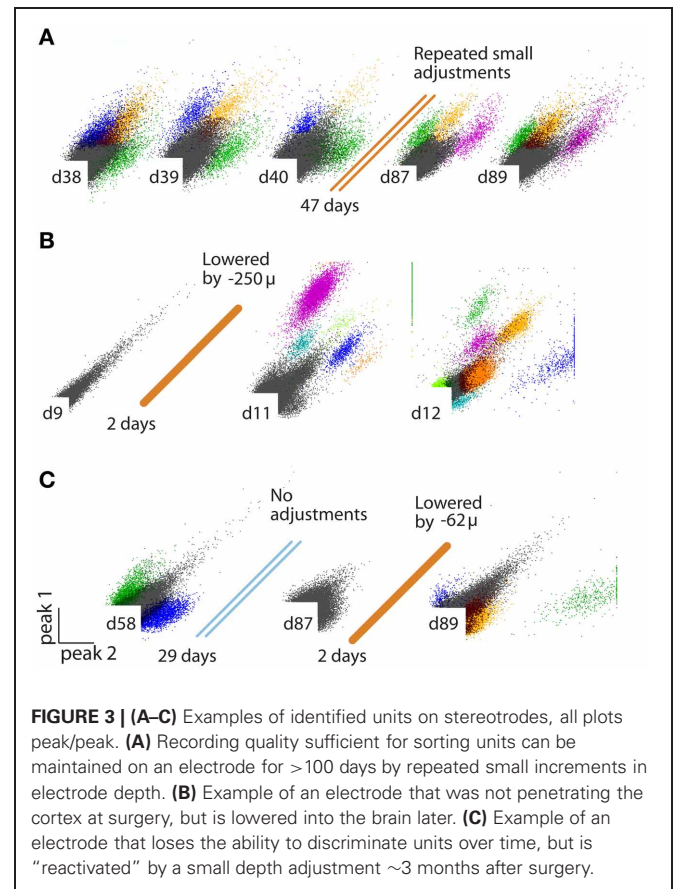 A
Repeated small
adjustments
d38
d39
d40
d87
d89
47 days
B
Lowered
by -250 µ
d9
2 days
d11
d12
C
No
adjustments
Lowered
by -62 µ
peak 1
d58
d87
d89
peak 2
29 days
2 days
FIGURE 3 | (A–C) Examples of identified units on stereotrodes, all plots
peak/peak. (A) Recording quality sufficient for sorting units can be
maintained on an electrode for >100 days by repeated small increments in
electrode depth. (B) Example of an electrode that was not penetrating the
cortex at surgery, but is lowered into the brain later. (C) Example of an
electrode that loses the ability to discriminate units over time, but is
“reactivated” by a small depth adjustment ∼3 months after surgery.